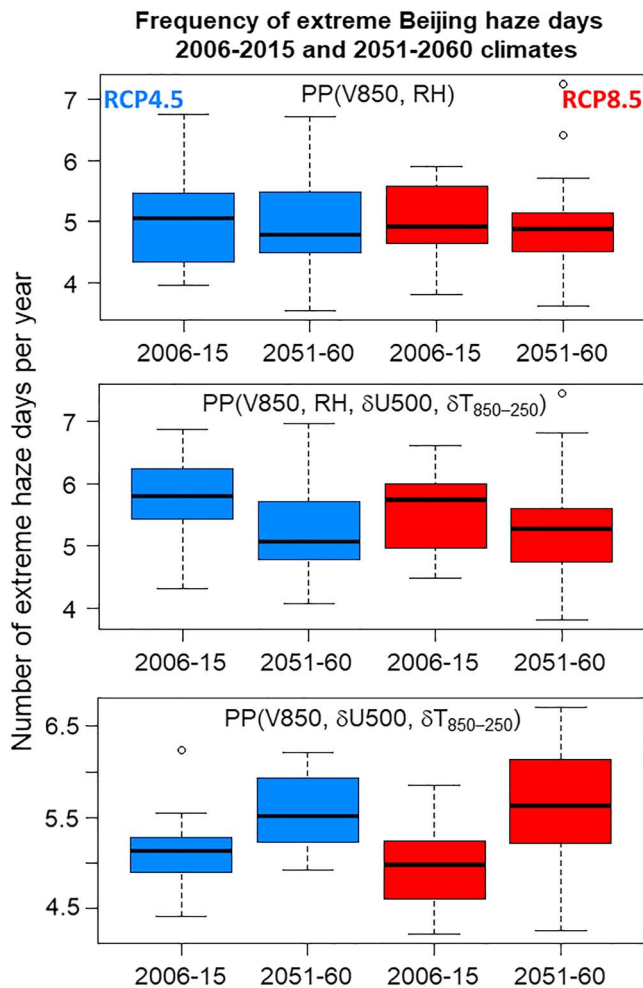 Frequency of extreme Beijing haze days
2006-2015 and 2051-2060 climates
Number of extreme haze days per year
RCP4.5 PP(V850, RH) RCP8.5
7
6
5
4
2006-15 2051-60 2006-15 2051-60
PP(V850, RH, δU500, δT850–250)
7
6
5
4
2006-15 2051-60 2006-15 2051-60
PP(V850, δU500, δT850–250)
6.5
5.5
4.5
2006-15 2051-60 2006-15 2051-60